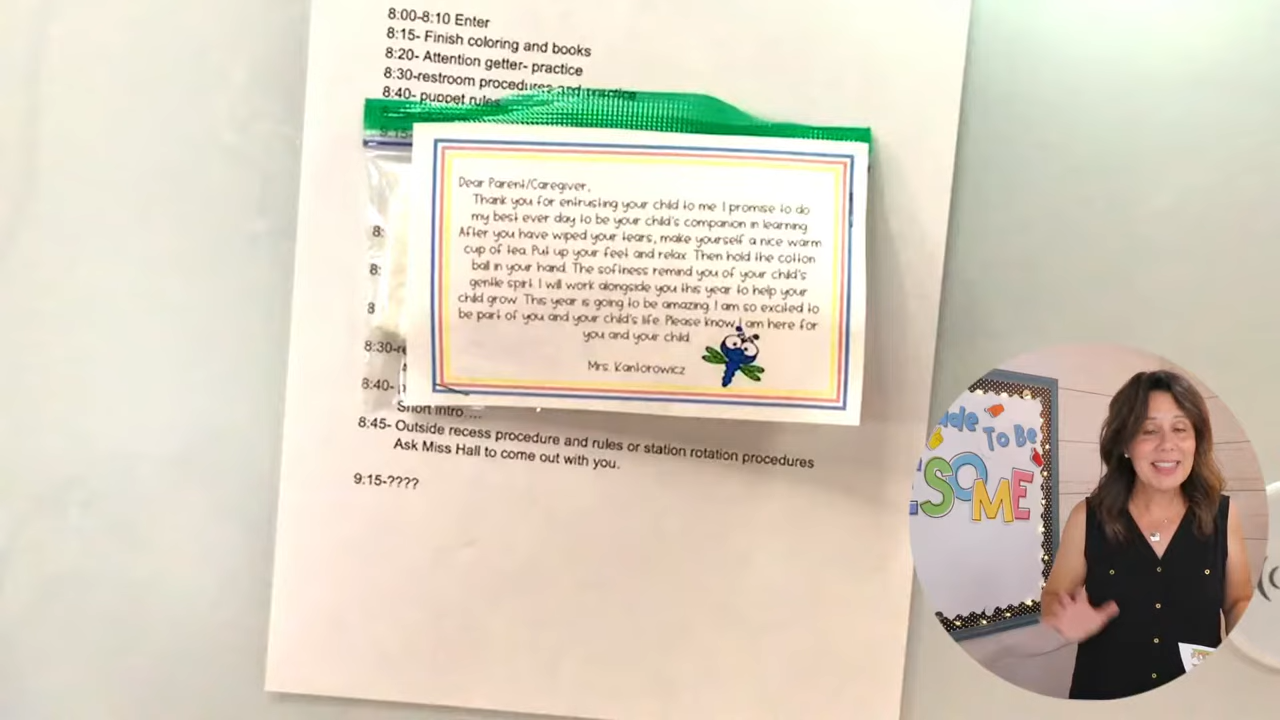 8:00-8:10 Enter
8:15- Finish coloring and books
8:20- Attention getter- practice
8:30-restroom procedures and practice
8:40- puppet rules
Dear Parent/Caregiver,
Thank you for entrusting your child to me. I promise to do
my best ever day to be your child's companion in learning.
After you have wiped your tears, make yourself a nice warm
cup of tea. Put up your feet and relax. Then hold the cotton
ball in your hand. The softness remind you of your child's
gentle spirt. I will work alongside you this year to help your
child grow. This year is going to be amazing. I am so excited to
be part of you and your child's life. Please know I am here for
you and your child.
Mrs. Kantorowicz
8:
8:
8
8:30-re
8:40-
Short intro....
8:45- Outside recess procedure and rules or station rotation procedures
Ask Miss Hall to come out with you.
9:15-????
To Be
SOME